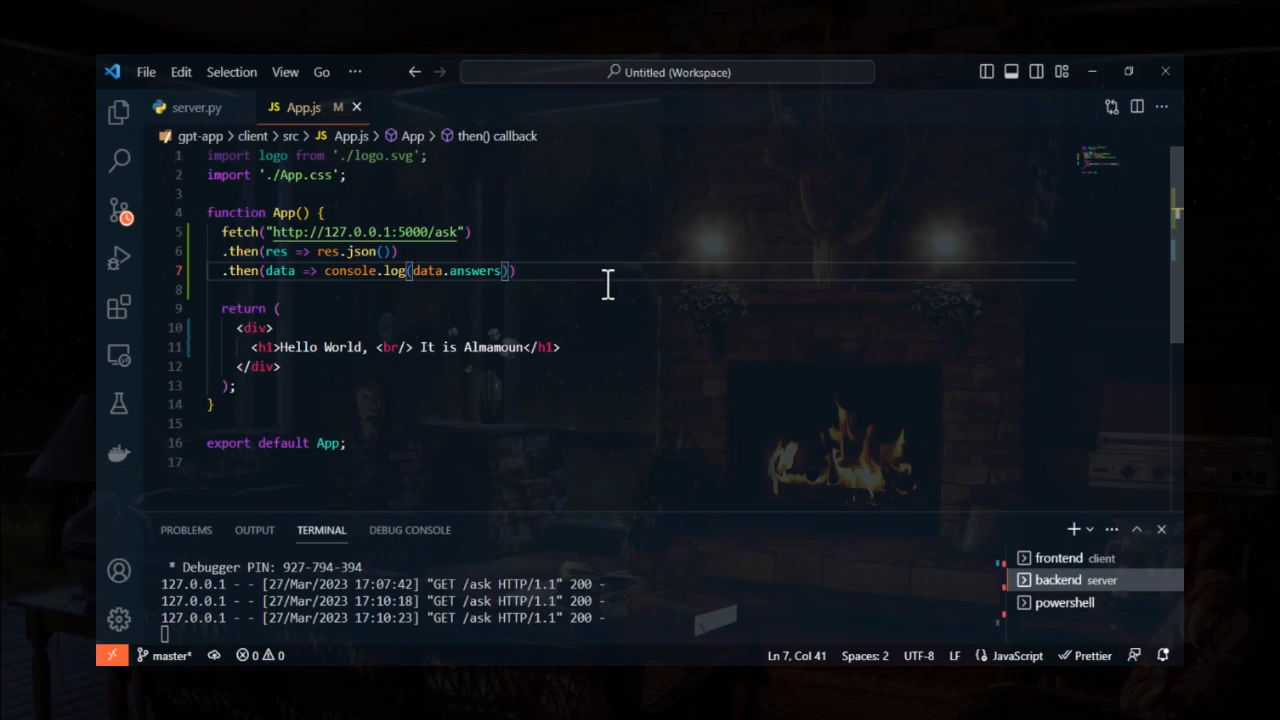 File Edit Selection View Go ··· Untitled (Workspace)
server.py JS App.js M
gpt-app > client > src > JS App.js > App > then() callback
1 import logo from './logo.svg';
2 import './App.css';
3
4 function App() {
5 fetch("http://127.0.0.1:5000/ask")
6 .then(res => res.json())
7 .then(data => console.log(data.answers))
8
9 return (
10 <div>
11 <h1>Hello World, <br/> It is Almamoun</h1>
12 </div>
13 );
14 }
15
16 export default App;
17
PROBLEMS OUTPUT TERMINAL DEBUG CONSOLE
* Debugger PIN: 927-794-394
127.0.0.1 - - [27/Mar/2023 17:07:42] "GET /ask HTTP/1.1" 200 -
127.0.0.1 - - [27/Mar/2023 17:10:18] "GET /ask HTTP/1.1" 200 -
127.0.0.1 - - [27/Mar/2023 17:10:23] "GET /ask HTTP/1.1" 200 -
frontend client
backend server
powershell
master* 0 0 Ln 7, Col 41 Spaces: 2 UTF-8 LF JavaScript Prettier